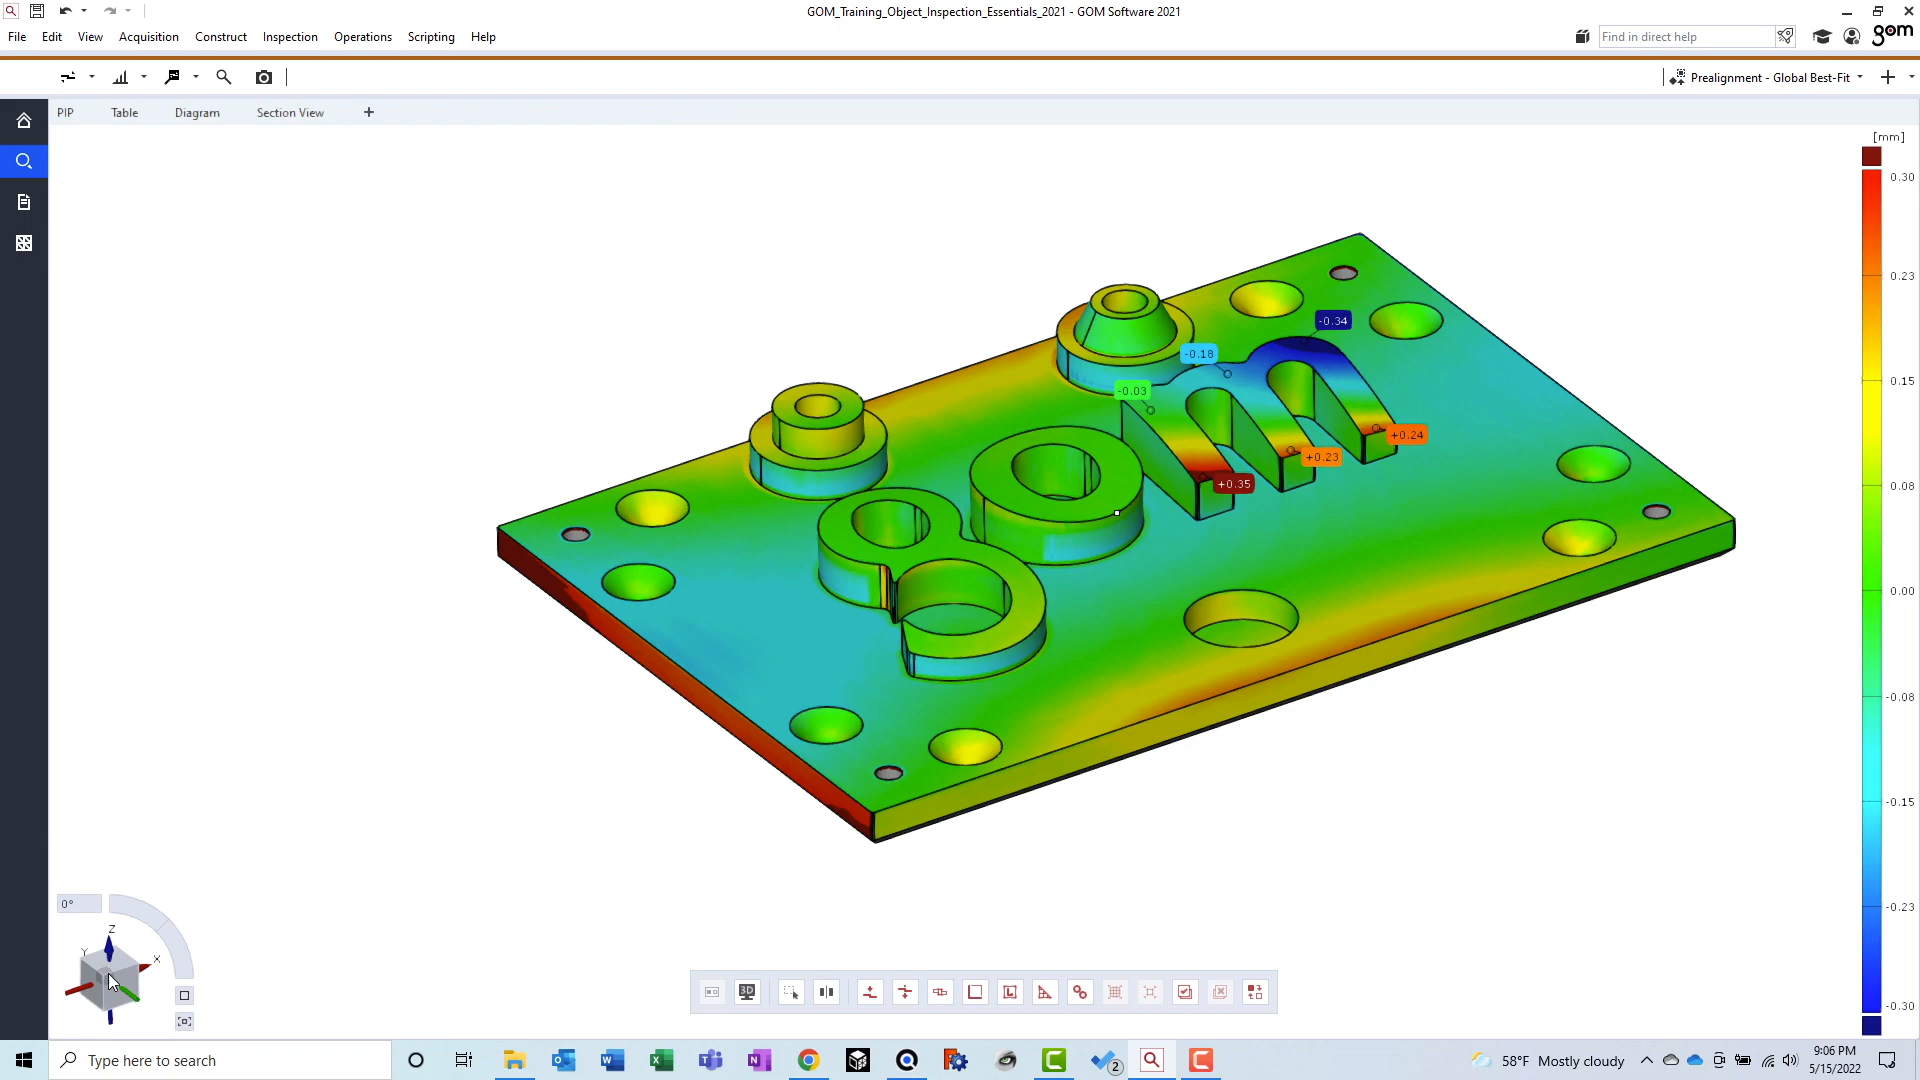 GOM_Training_Object_Inspection_Essentials_2021 - GOM Software 2021
File Edit View Acquisition Construct Inspection Operations Scripting Help
Find in direct help
gom
Prealignment - Global Best-Fit
PIP Table Diagram Section View
[mm]
0.30
0.23
0.15
0.08
0.00
-0.08
-0.15
-0.23
-0.30
-0.34
-0.18
-0.03
+0.24
+0.23
+0.35
0°
Z
Y
X
3D
Type here to search
2
58°F Mostly cloudy
9:06 PM
5/15/2022